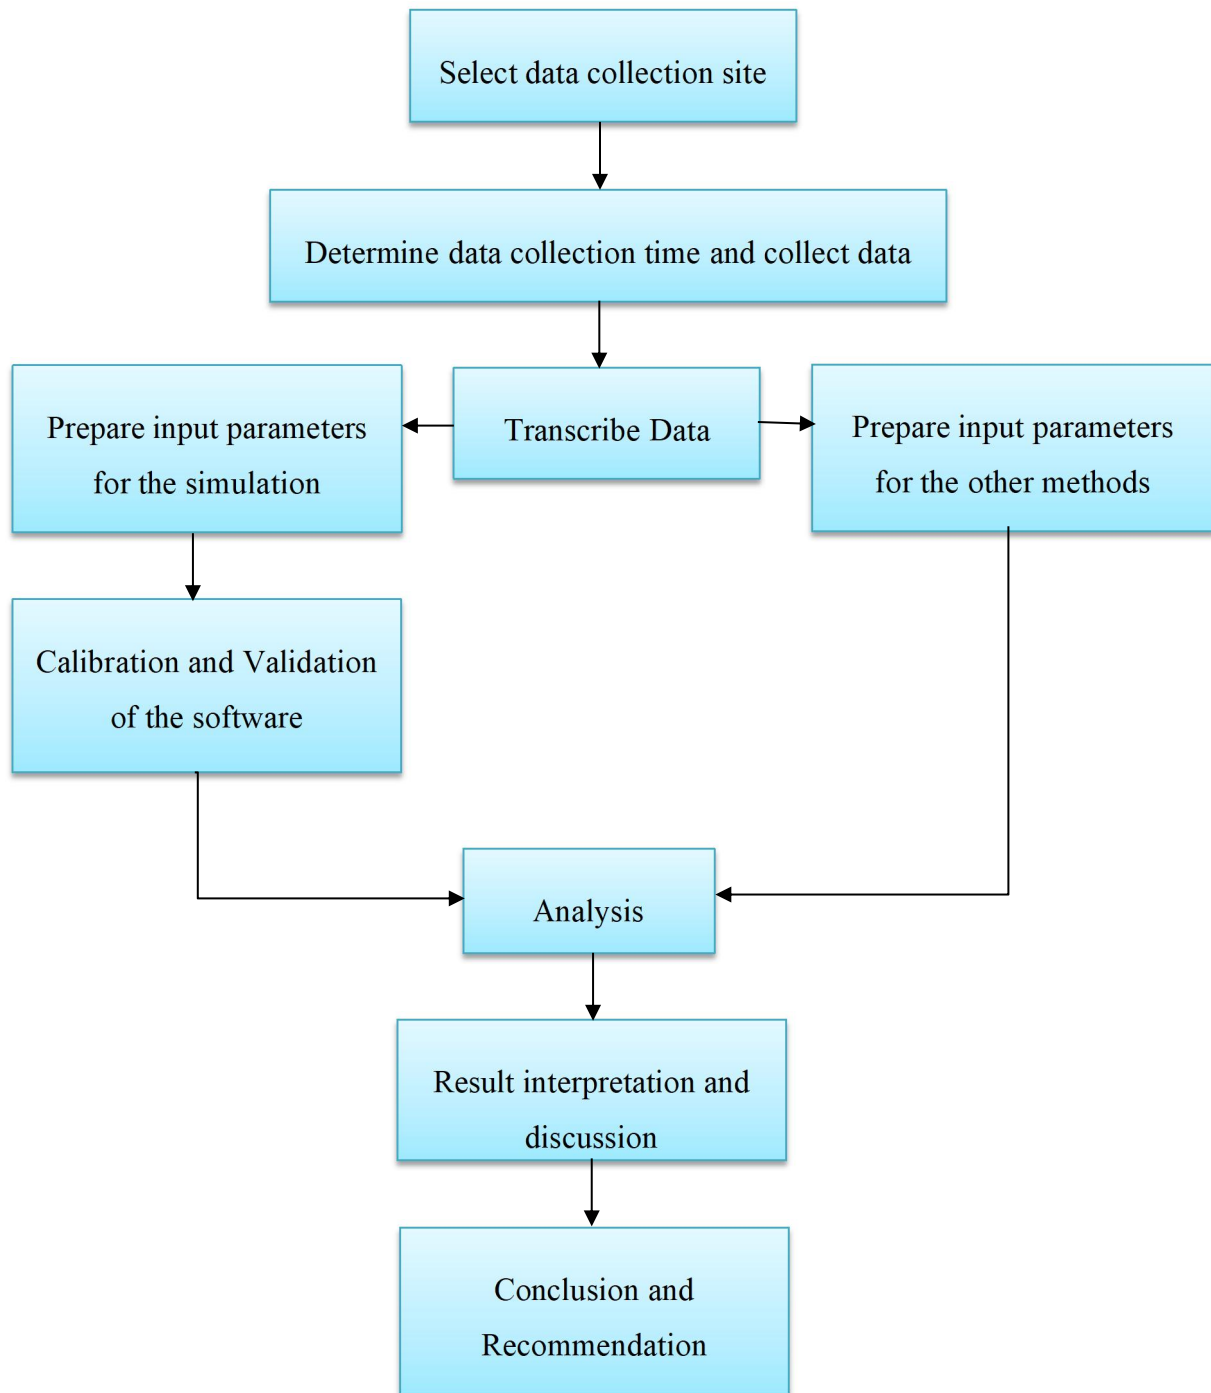 Select data collection site
Determine data collection time and collect data
Prepare input parameters
for the simulation
Transcribe Data
Prepare input parameters
for the other methods
Calibration and Validation
of the software
Analysis
Result interpretation and
discussion
Conclusion and
Recommendation